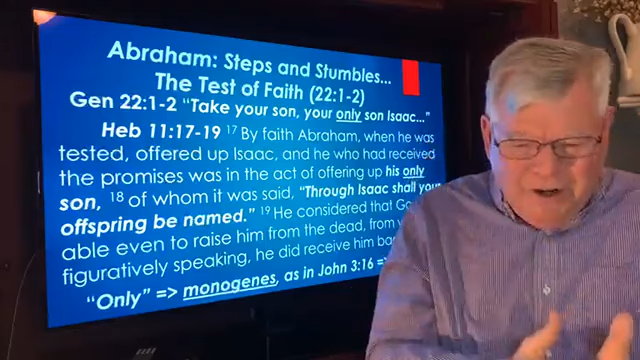 Abraham: Steps and Stumbles...
The Test of Faith (22:1-2)
Gen 22:1-2 "Take your son, your only son Isaac..."
Heb 11:17-19 17 By faith Abraham, when he was
tested, offered up Isaac, and he who had received
the promises was in the act of offering up his only
son, 18 of whom it was said, "Through Isaac shall your
offspring be named." 19 He considered that
able even to raise him from the dead, from
figuratively speaking, he did receive him
"Only" => monogenes, as in John 3:16 =>